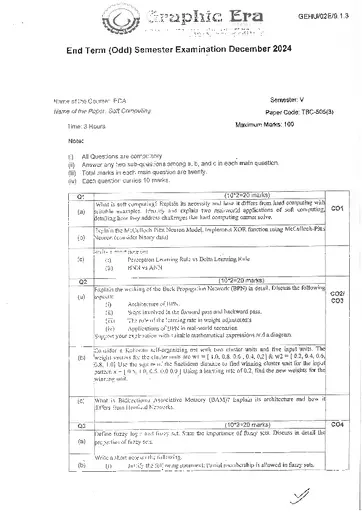 Graphic Era
GEHU/02E/9.1.3
End Term (Odd) Semester Examination December 2024
Name of the Course: BCA
Semester: V
Name of the Paper: Soft Computing
Paper Code: TBC-505(3)
Time: 3 Hours
Maximum Marks: 100
Note:
(i) All Questions are compulsory
(ii) Answer any two sub-questions among a, b, and c in each main question.
(iii) Total marks in each main question are twenty.
(iv) Each question carries 10 marks.
Q1 (10*2=20 marks)
(a) What is soft computing? Explain its necessity and how it differs from hard computing with
suitable examples. Identify and explain two real-world applications of soft computing,
detailing how they address challenges that hard computing cannot solve.
CO1
Explain the McCulloch Pitts Neuron Model. Implement XOR function using McCulloch-Pitts
Neuron (consider binary data)
(i) Perception Learning Rule vs Delta Learning Rule
(ii) BNN vs ANN
Q2 (10*2=20 marks)
(a) Explain the working of the Back Propagation Network (BPN) in detail. Discuss the following
aspects:
CO2/
CO3
(i) Architecture of BPN.
(ii) Steps involved in the forward pass and backward pass.
(iii) The role of the learning rate in weight adjustments.
(iv) Applications of BPN in real-world scenarios.
Support your explanation with suitable mathematical expressions and a diagram.
(b) Consider a Kohonen self-organizing net with two cluster units and five input units. The
weight vectors for the cluster units are w1 = [ 1.0, 0.8, 0.6, 0.4, 0.2 ] & w2 = [ 0.2, 0.4, 0.6,
0.8, 1.0]. Use the square of the Euclidean distance to find winning cluster unit for the input
pattern x = [ 0.5, 1.0, 0.5, 0.0, 0.0 ] Using a learning rate of 0.2, find the new weights for the
winning unit.
(c) What is Bidirectional Associative Memory (BAM)? Explain its architecture and how it
differs from Hopfield Networks.
Q3 (10*2=20 marks)
CO4
(a) Define fuzzy logic and fuzzy set. State the importance of fuzzy sets. Discuss in detail the
properties of fuzzy sets.
Write a short note on the following:
(b) (i) Justify the following statement: Partial membership is allowed in fuzzy sets.